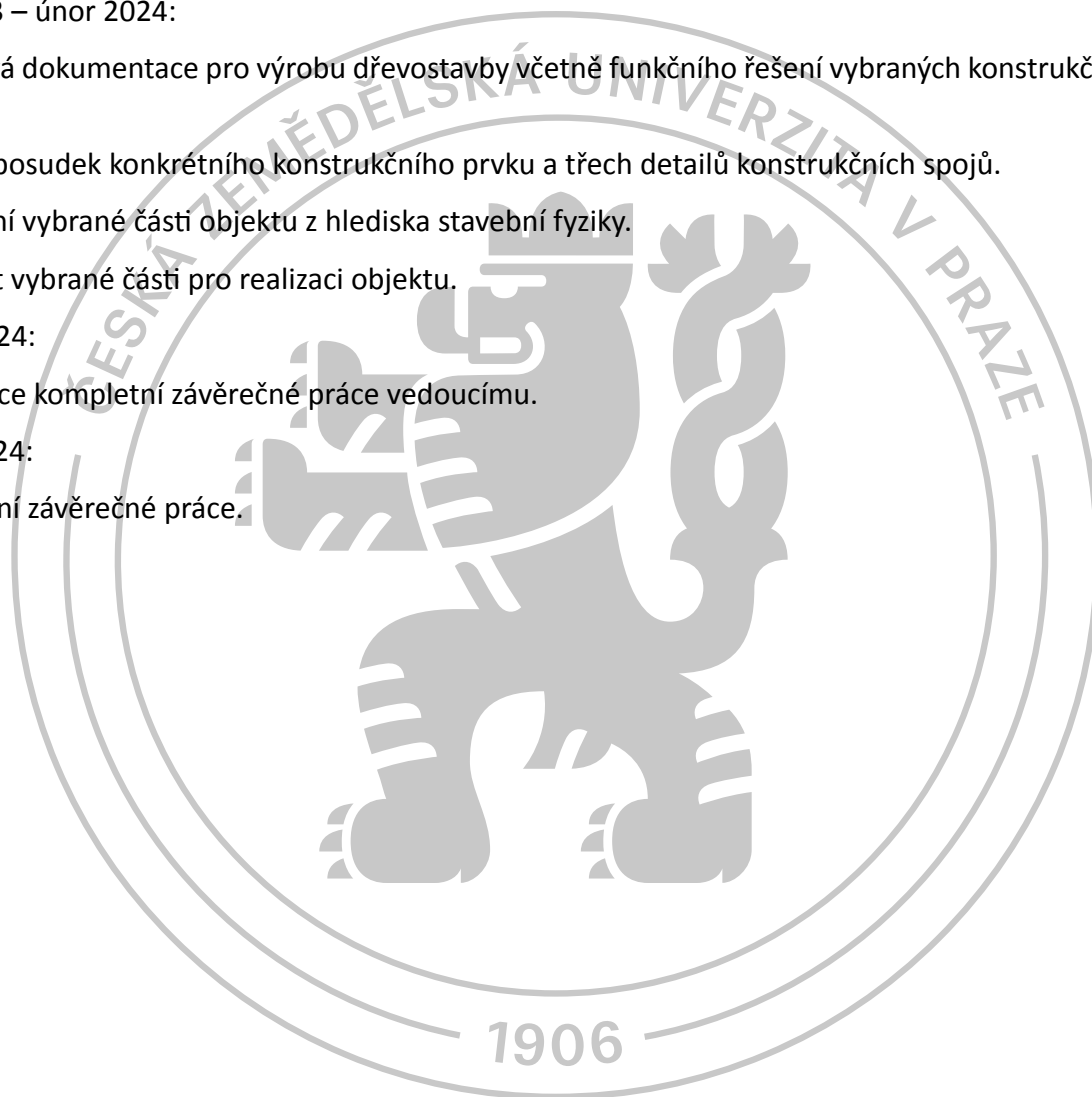 3 – únor 2024:
á dokumentace pro výrobu dřevostavby včetně funkčního řešení vybraných konstrukč
posudek konkrétního konstrukčního prvku a třech detailů konstrukčních spojů.
ní vybrané části objektu z hlediska stavební fyziky.
t vybrané části pro realizaci objektu.
24:
ce kompletní závěrečné práce vedoucímu.
24:
ní závěrečné práce.
ČESKÁ ZEMĚDĚLSKÁ UNIVERZITA V PRAZE
1906